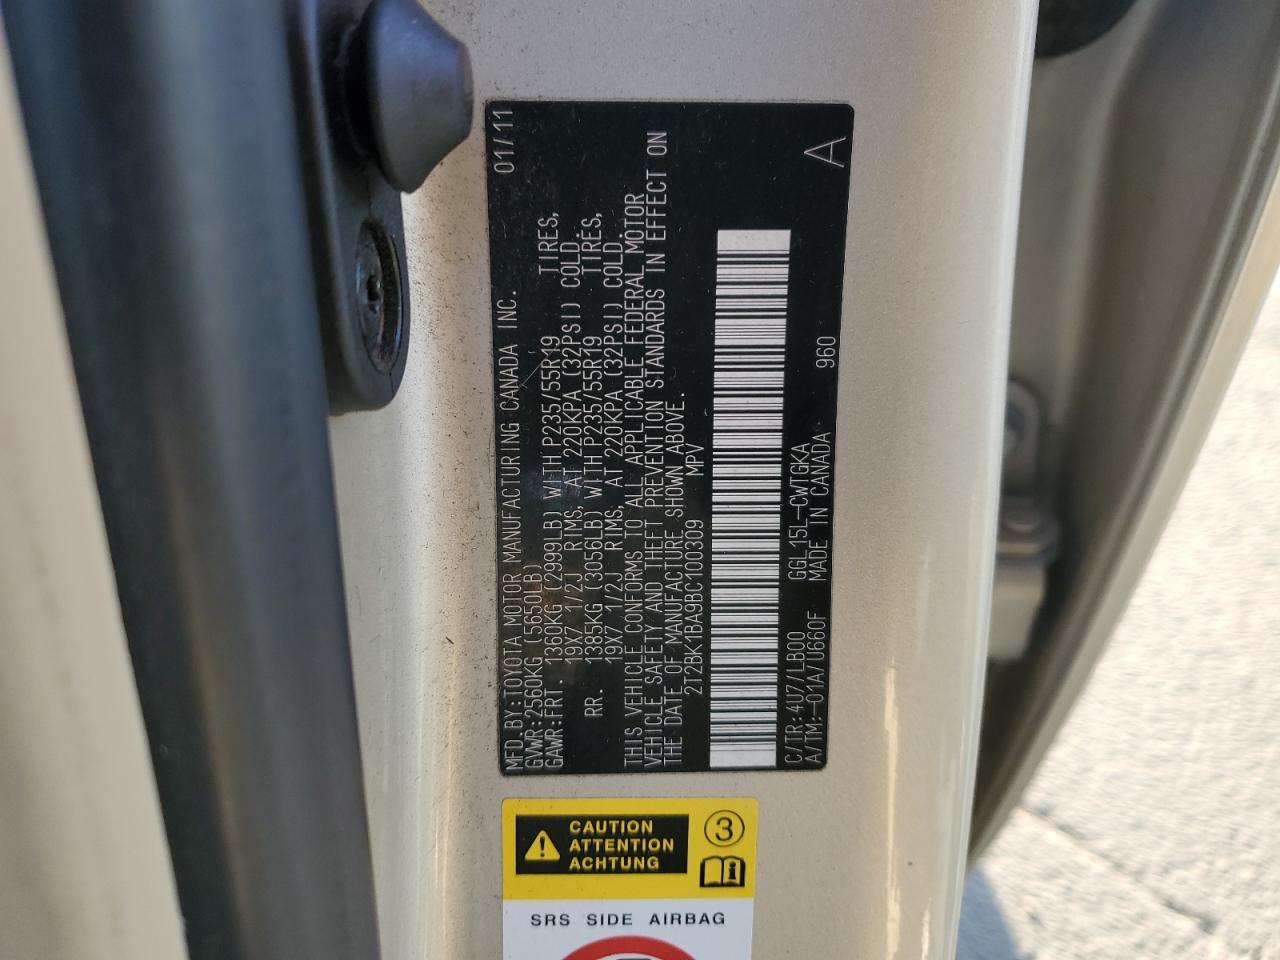 MFD.BY:TOYOTA MOTOR MANUFACTURING CANADA INC. 01/11
GVWR:2560KG (5650LB)
GAWR:FRT. 1360KG (2999LB) WITH P235/55R19 TIRES,
19X7 1/2J RIMS, AT 220KPA (32PSI) COLD.
RR. 1385KG (3056LB) WITH P235/55R19 TIRES,
19X7 1/2J RIMS, AT 220KPA (32PSI) COLD.
THIS VEHICLE CONFORMS TO ALL APPLICABLE FEDERAL MOTOR
VEHICLE SAFETY AND THEFT PREVENTION STANDARDS IN EFFECT ON
THE DATE OF MANUFACTURE SHOWN ABOVE.
2T2BK1BA9BC100309 MPV
C/TR:4U7/LB00 GGL15L-CWTGKA 960
A/TM:-01A/U660F MADE IN CANADA
A
CAUTION
ATTENTION
ACHTUNG
3
SRS SIDE AIRBAG